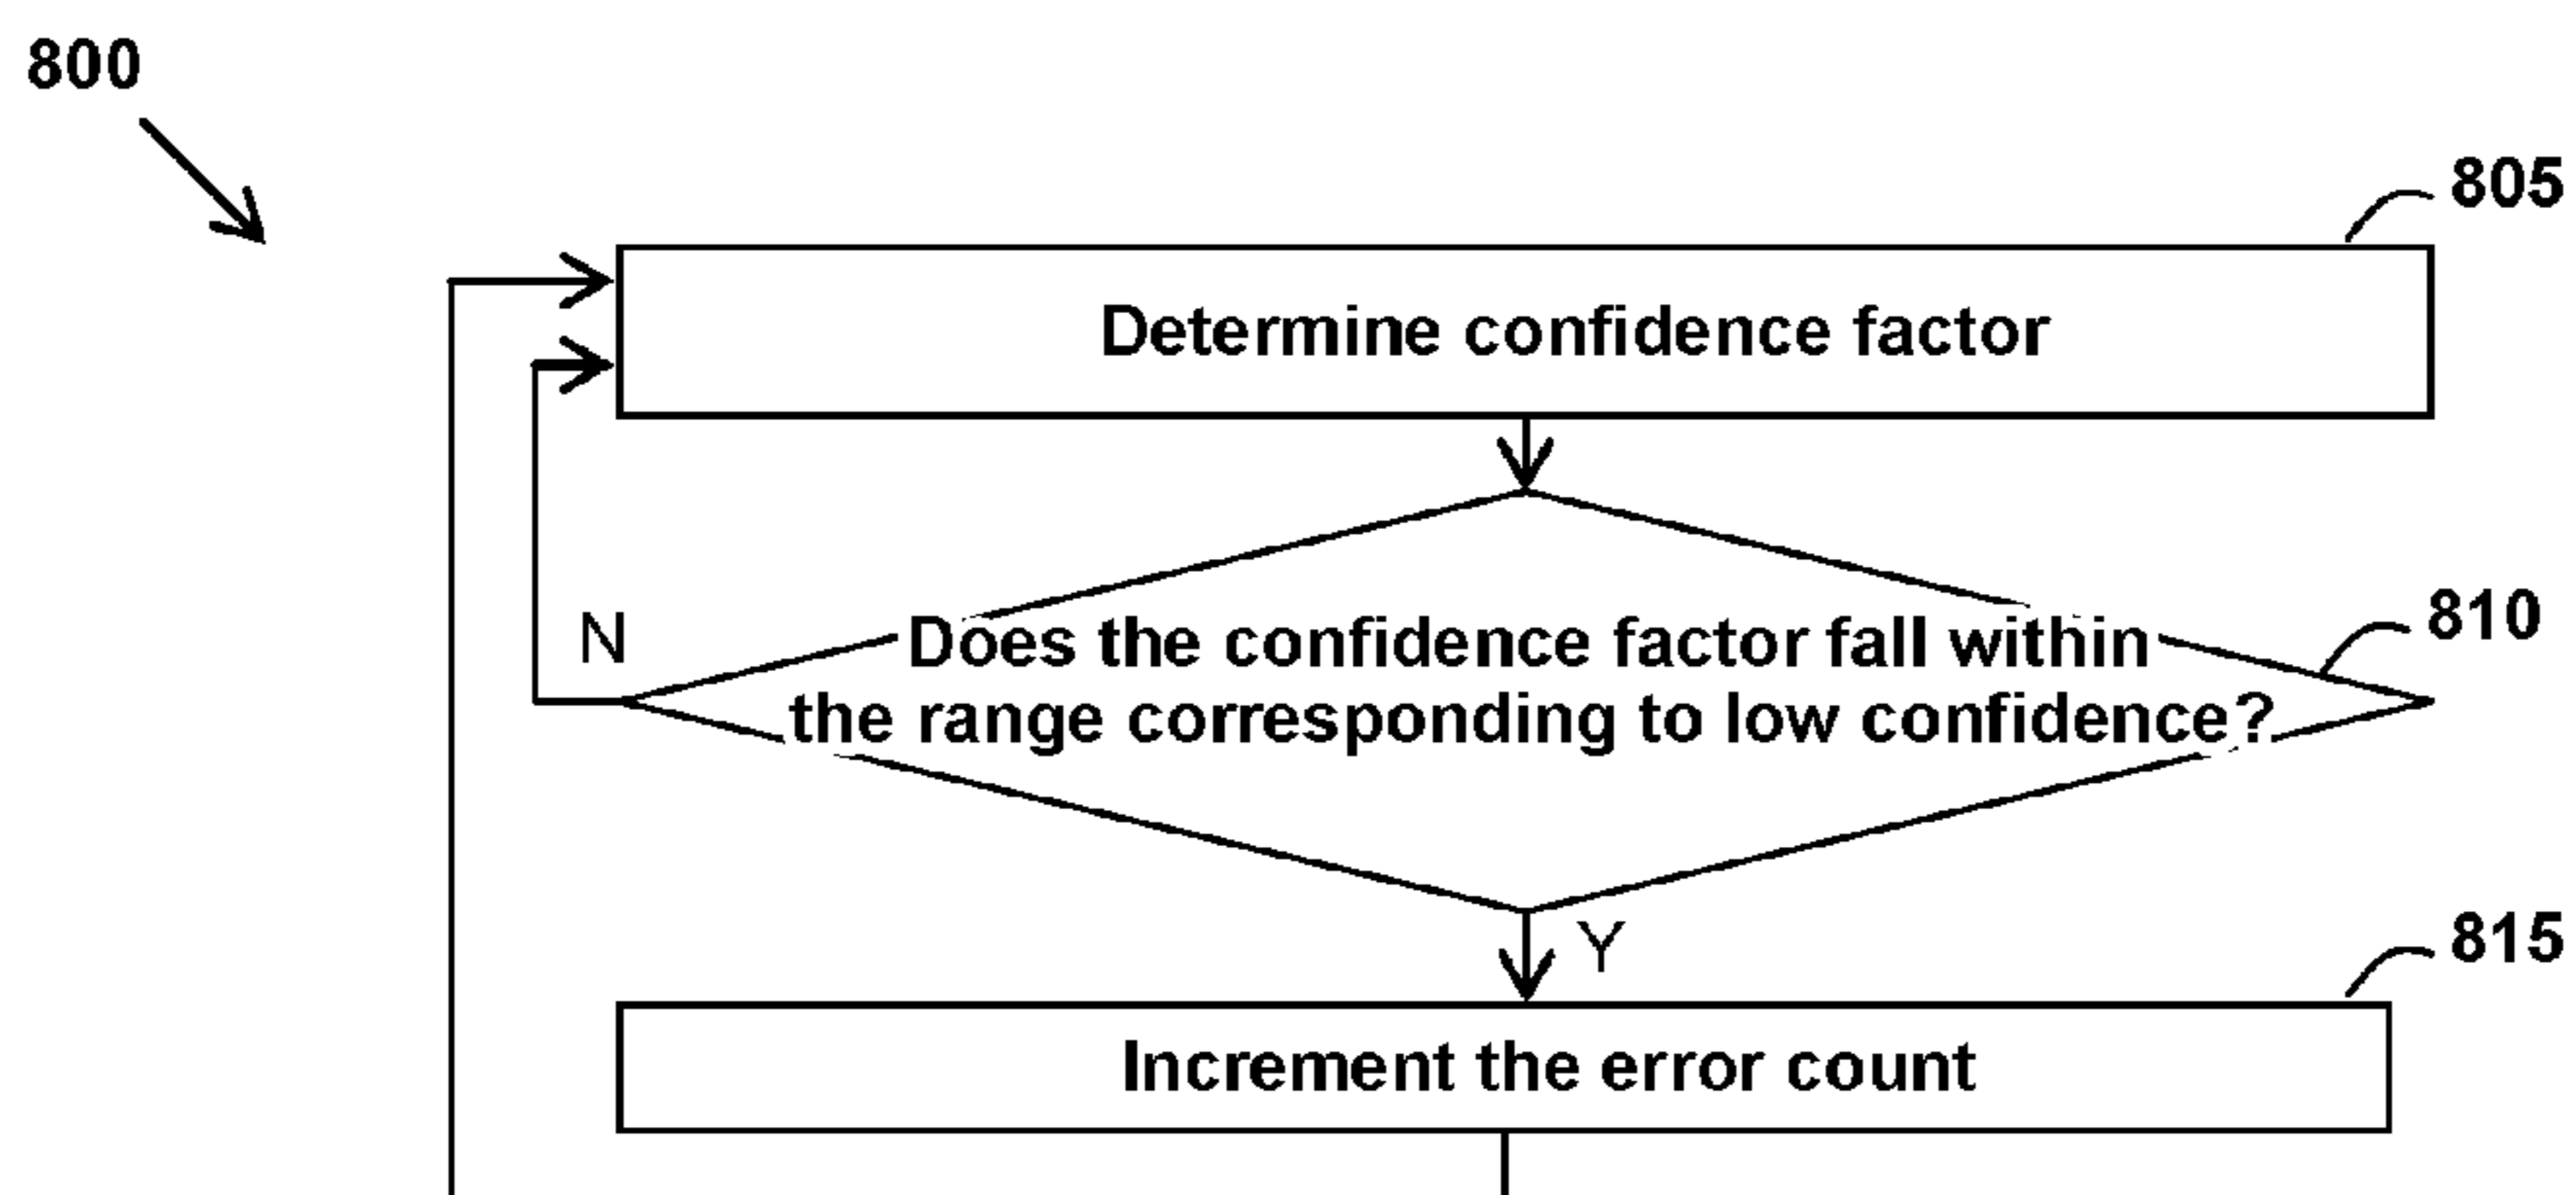 800
805
Determine confidence factor
810
N
Does the confidence factor fall within
the range corresponding to low confidence?
Y
815
Increment the error count